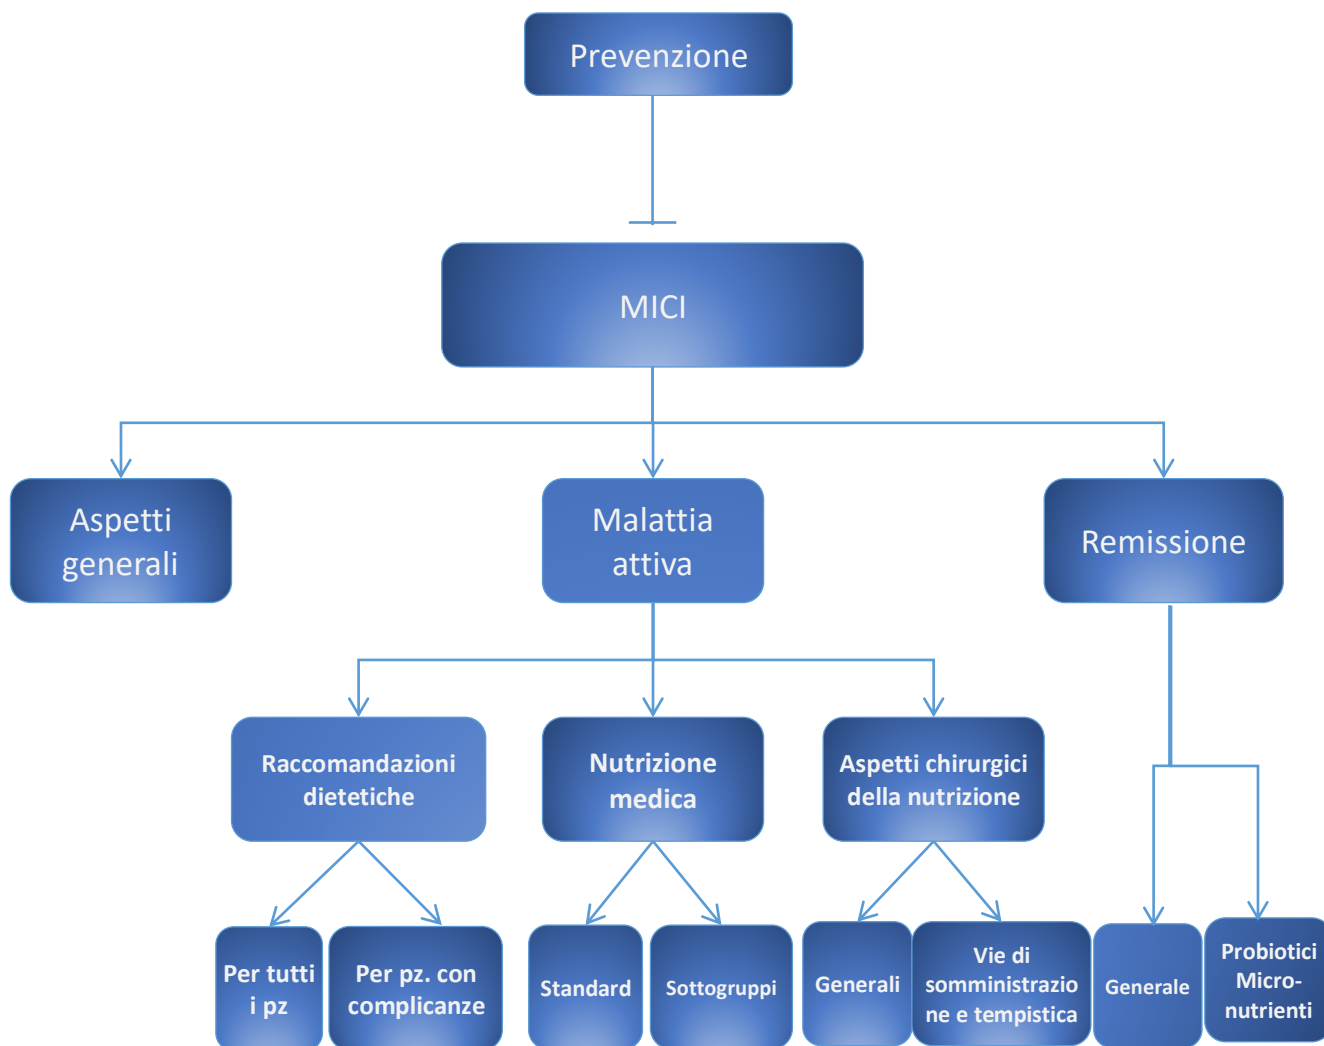 Prevenzione
MICI
Aspetti
generali
Malattia
attiva
Remissione
Raccomandazioni
dietetiche
Nutrizione
medica
Aspetti chirurgici
della nutrizione
Per tutti
i pz
Per pz. con
complicanze
Standard
Sottogruppi
Generali
Vie di
somministrazio
ne e tempistica
Generale
Probiotici
Micro-
nutrienti